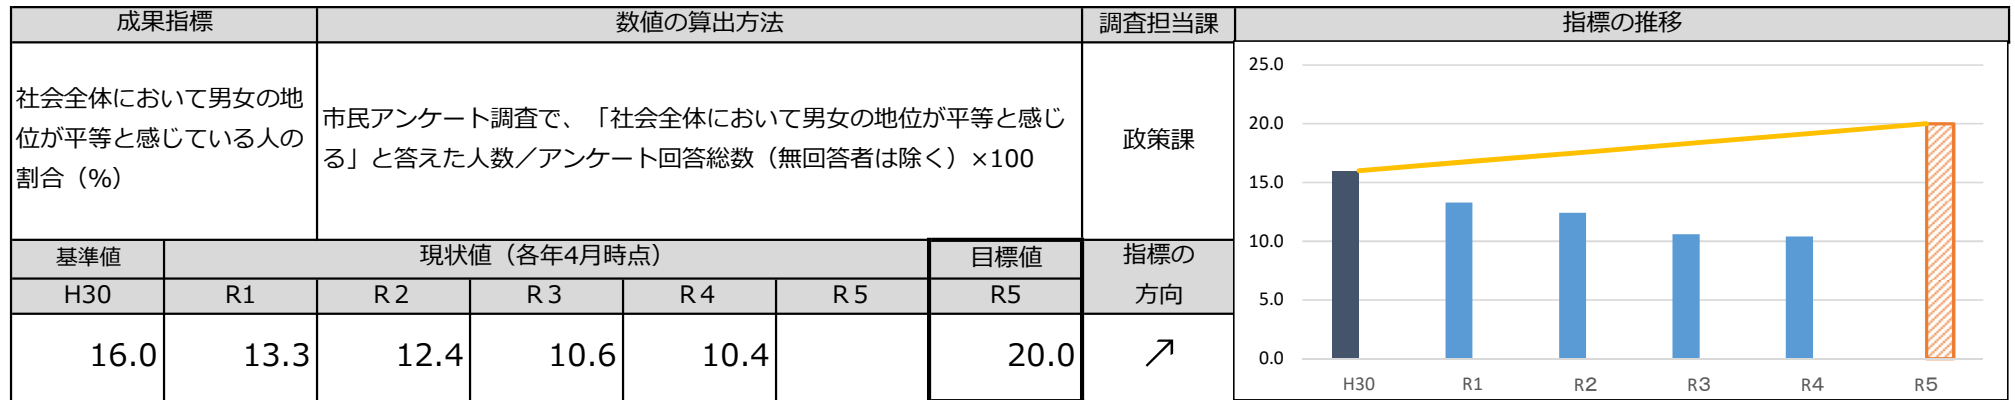 成果指標
数値の算出方法
調査担当課
指標の推移
社会全体において男女の地
位が平等と感じている人の
割合（%）
市民アンケート調査で、「社会全体において男女の地位が平等と感じ
る」と答えた人数／アンケート回答総数（無回答者は除く）×100
政策課
基準値
現状値（各年4月時点）
目標値
指標の
方向
H30
R1
R２
R３
R４
R５
R5
16.0
13.3
12.4
10.6
10.4
20.0
↗
25.0
20.0
15.0
10.0
5.0
0.0
H30
R1
R2
R3
R4
R5